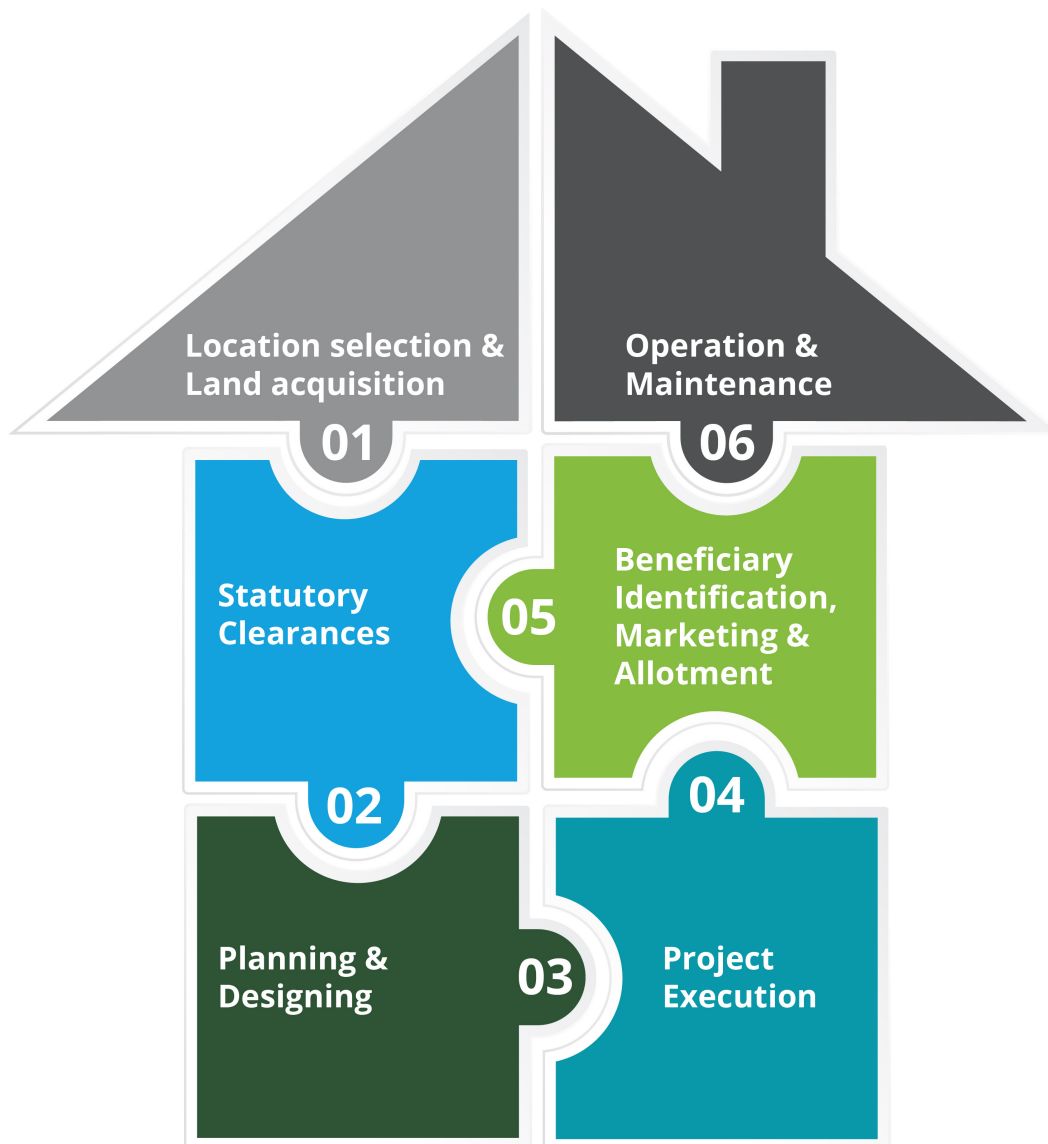 Location selection &
Land acquisition
01
Statutory
Clearances
02
Planning &
Designing
03
Project
Execution
04
Beneficiary
Identification,
Marketing &
Allotment
05
Operation &
Maintenance
06